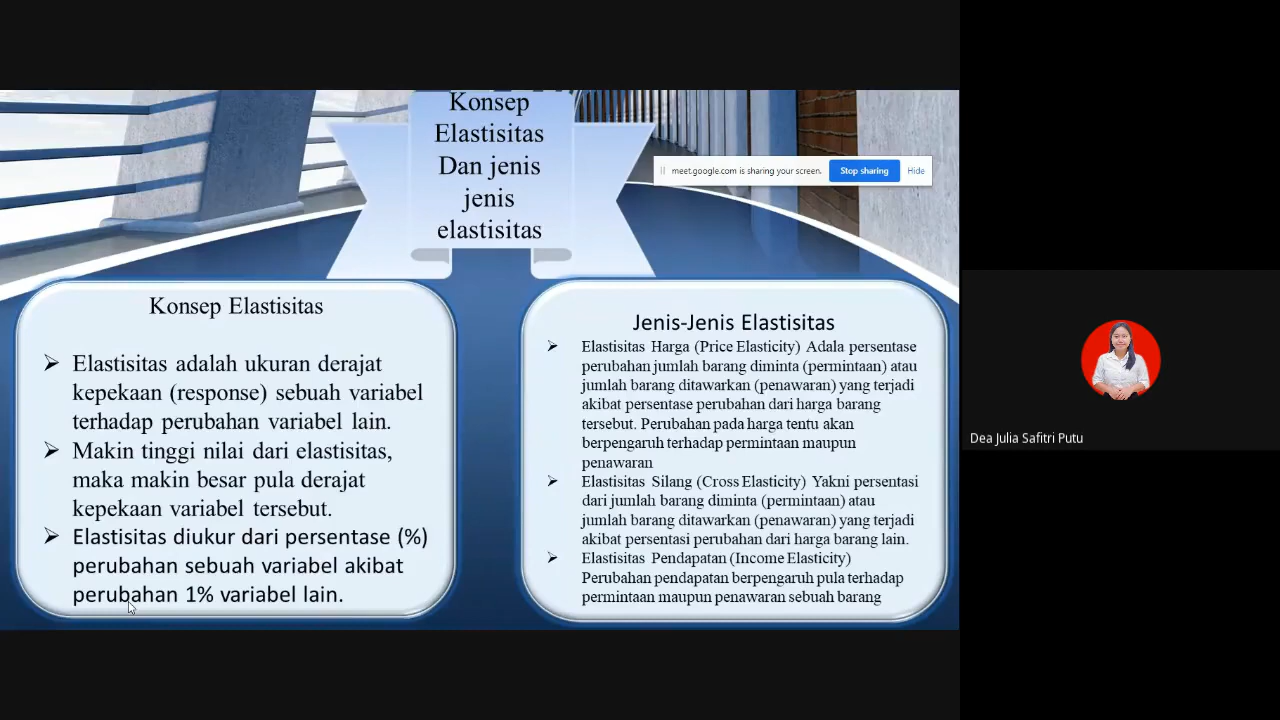 Konsep
Elastisitas
Dan jenis
jenis
elastisitas
meet.google.com is sharing your screen.
Stop sharing
Hide
Konsep Elastisitas
Elastisitas adalah ukuran derajat
kepekaan (response) sebuah variabel
terhadap perubahan variabel lain.
Makin tinggi nilai dari elastisitas,
maka makin besar pula derajat
kepekaan variabel tersebut.
Elastisitas diukur dari persentase (%)
perubahan sebuah variabel akibat
perubahan 1% variabel lain.
Jenis-Jenis Elastisitas
Elastisitas Harga (Price Elasticity) Adala persentase
perubahan jumlah barang diminta (permintaan) atau
jumlah barang ditawarkan (penawaran) yang terjadi
akibat persentase perubahan dari harga barang
tersebut. Perubahan pada harga tentu akan
berpengaruh terhadap permintaan maupun
penawaran
Elastisitas Silang (Cross Elasticity) Yakni persentasi
dari jumlah barang diminta (permintaan) atau
jumlah barang ditawarkan (penawaran) yang terjadi
akibat persentasi perubahan dari harga barang lain.
Elastisitas Pendapatan (Income Elasticity)
Perubahan pendapatan berpengaruh pula terhadap
permintaan maupun penawaran sebuah barang
Dea Julia Safitri Putu